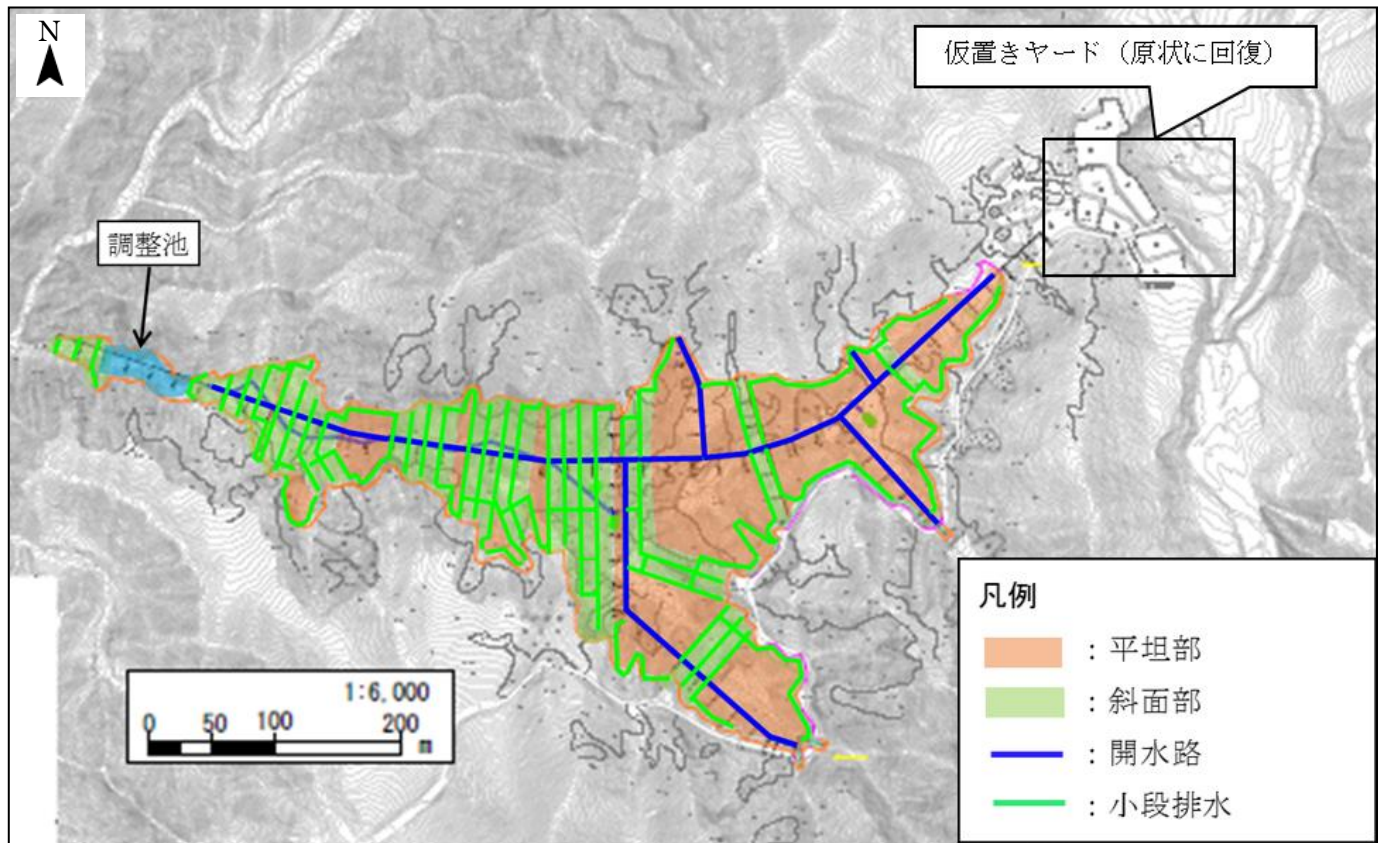 N
仮置きヤード（原状に回復）
調整池
凡例
：平坦部
：斜面部
：開水路
：小段排水
1:6,000
0 50 100 200
m